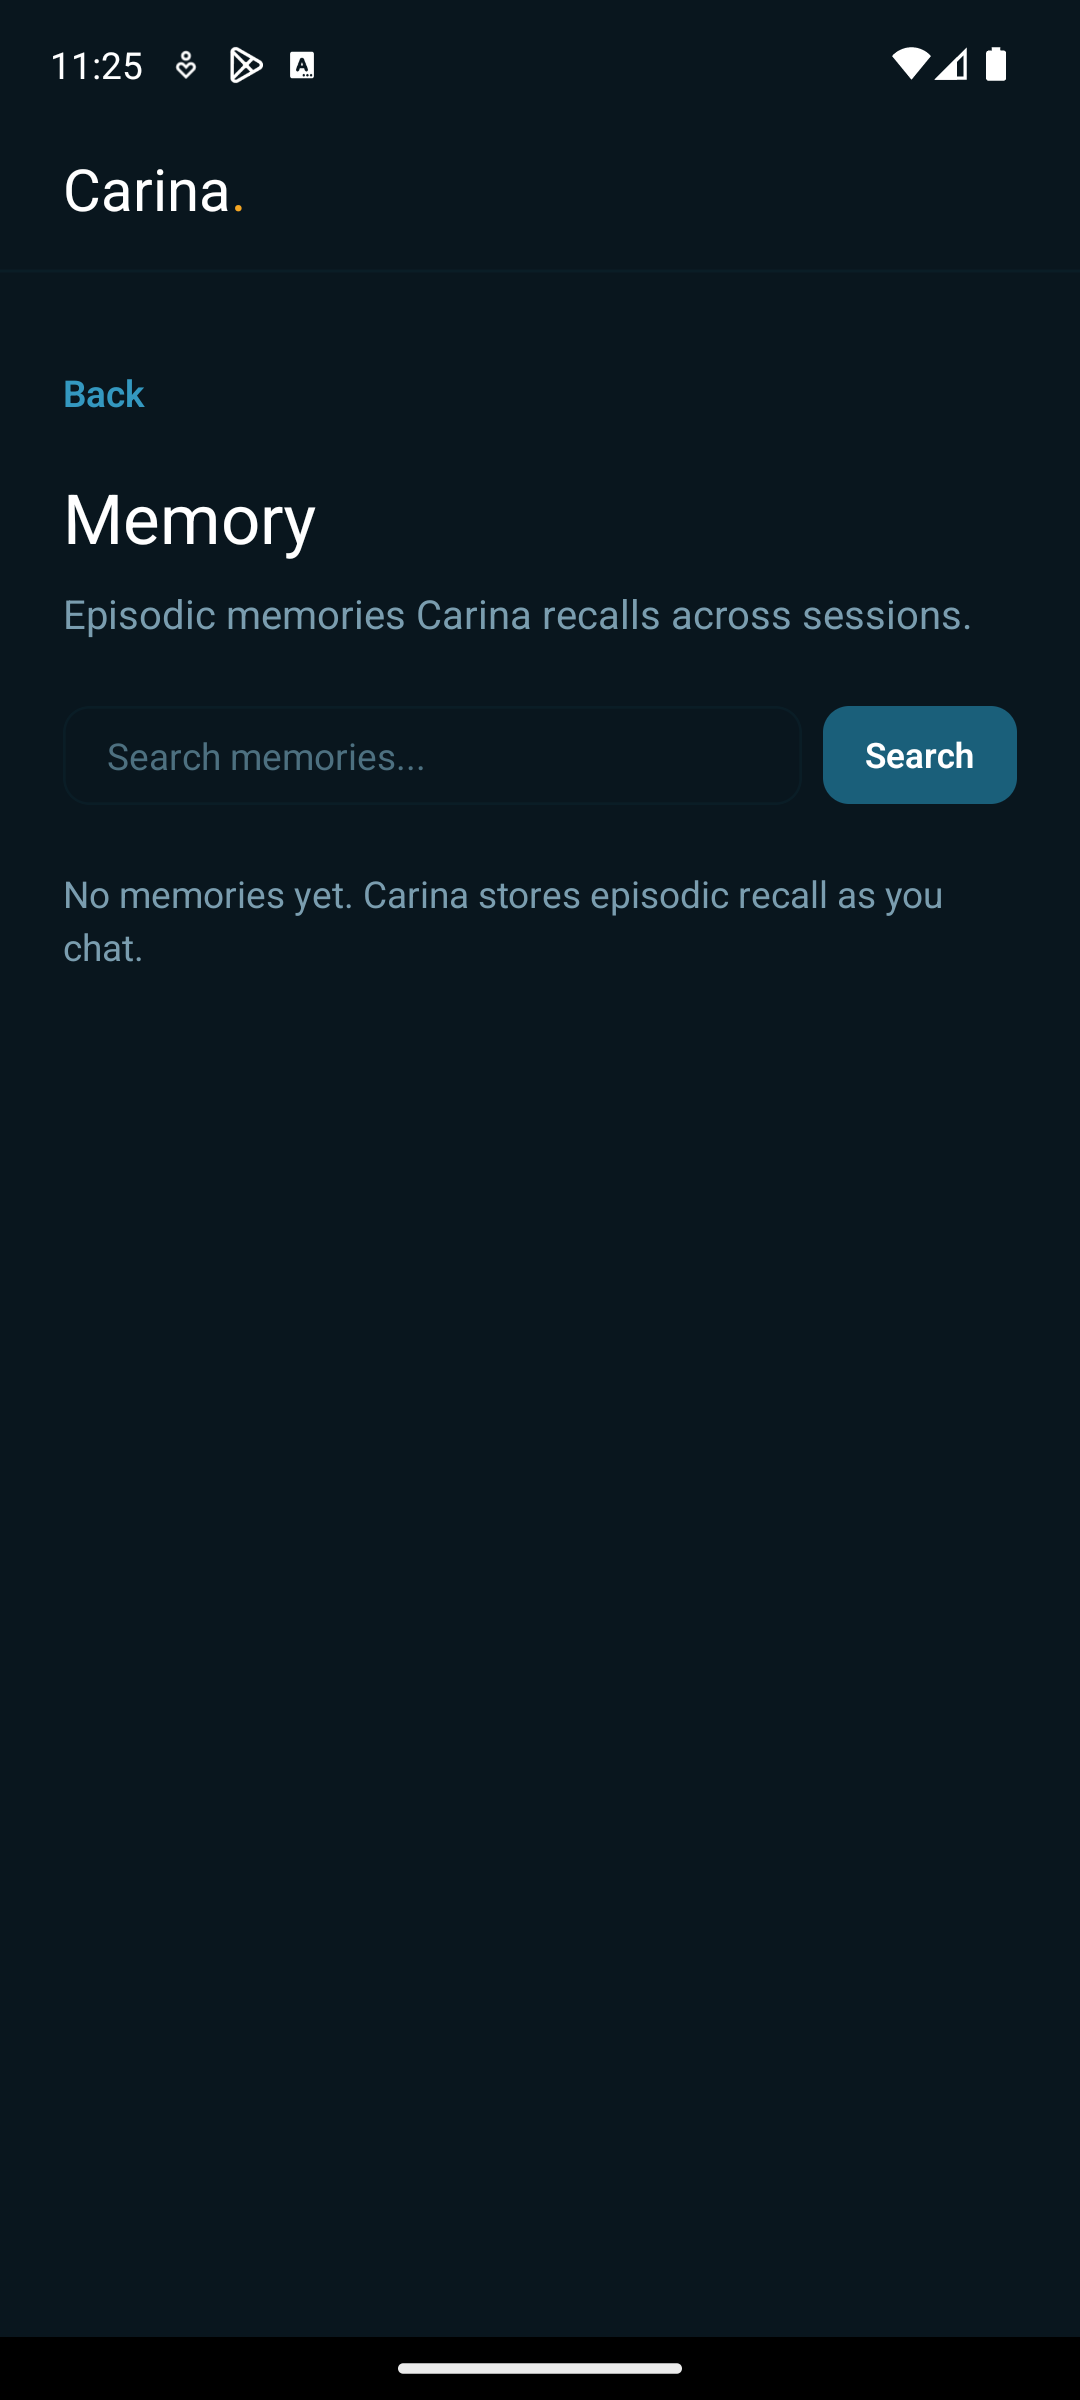 11:25
Carina.
Back
Memory
Episodic memories Carina recalls across sessions.
Search memories...
Search
No memories yet. Carina stores episodic recall as you
chat.